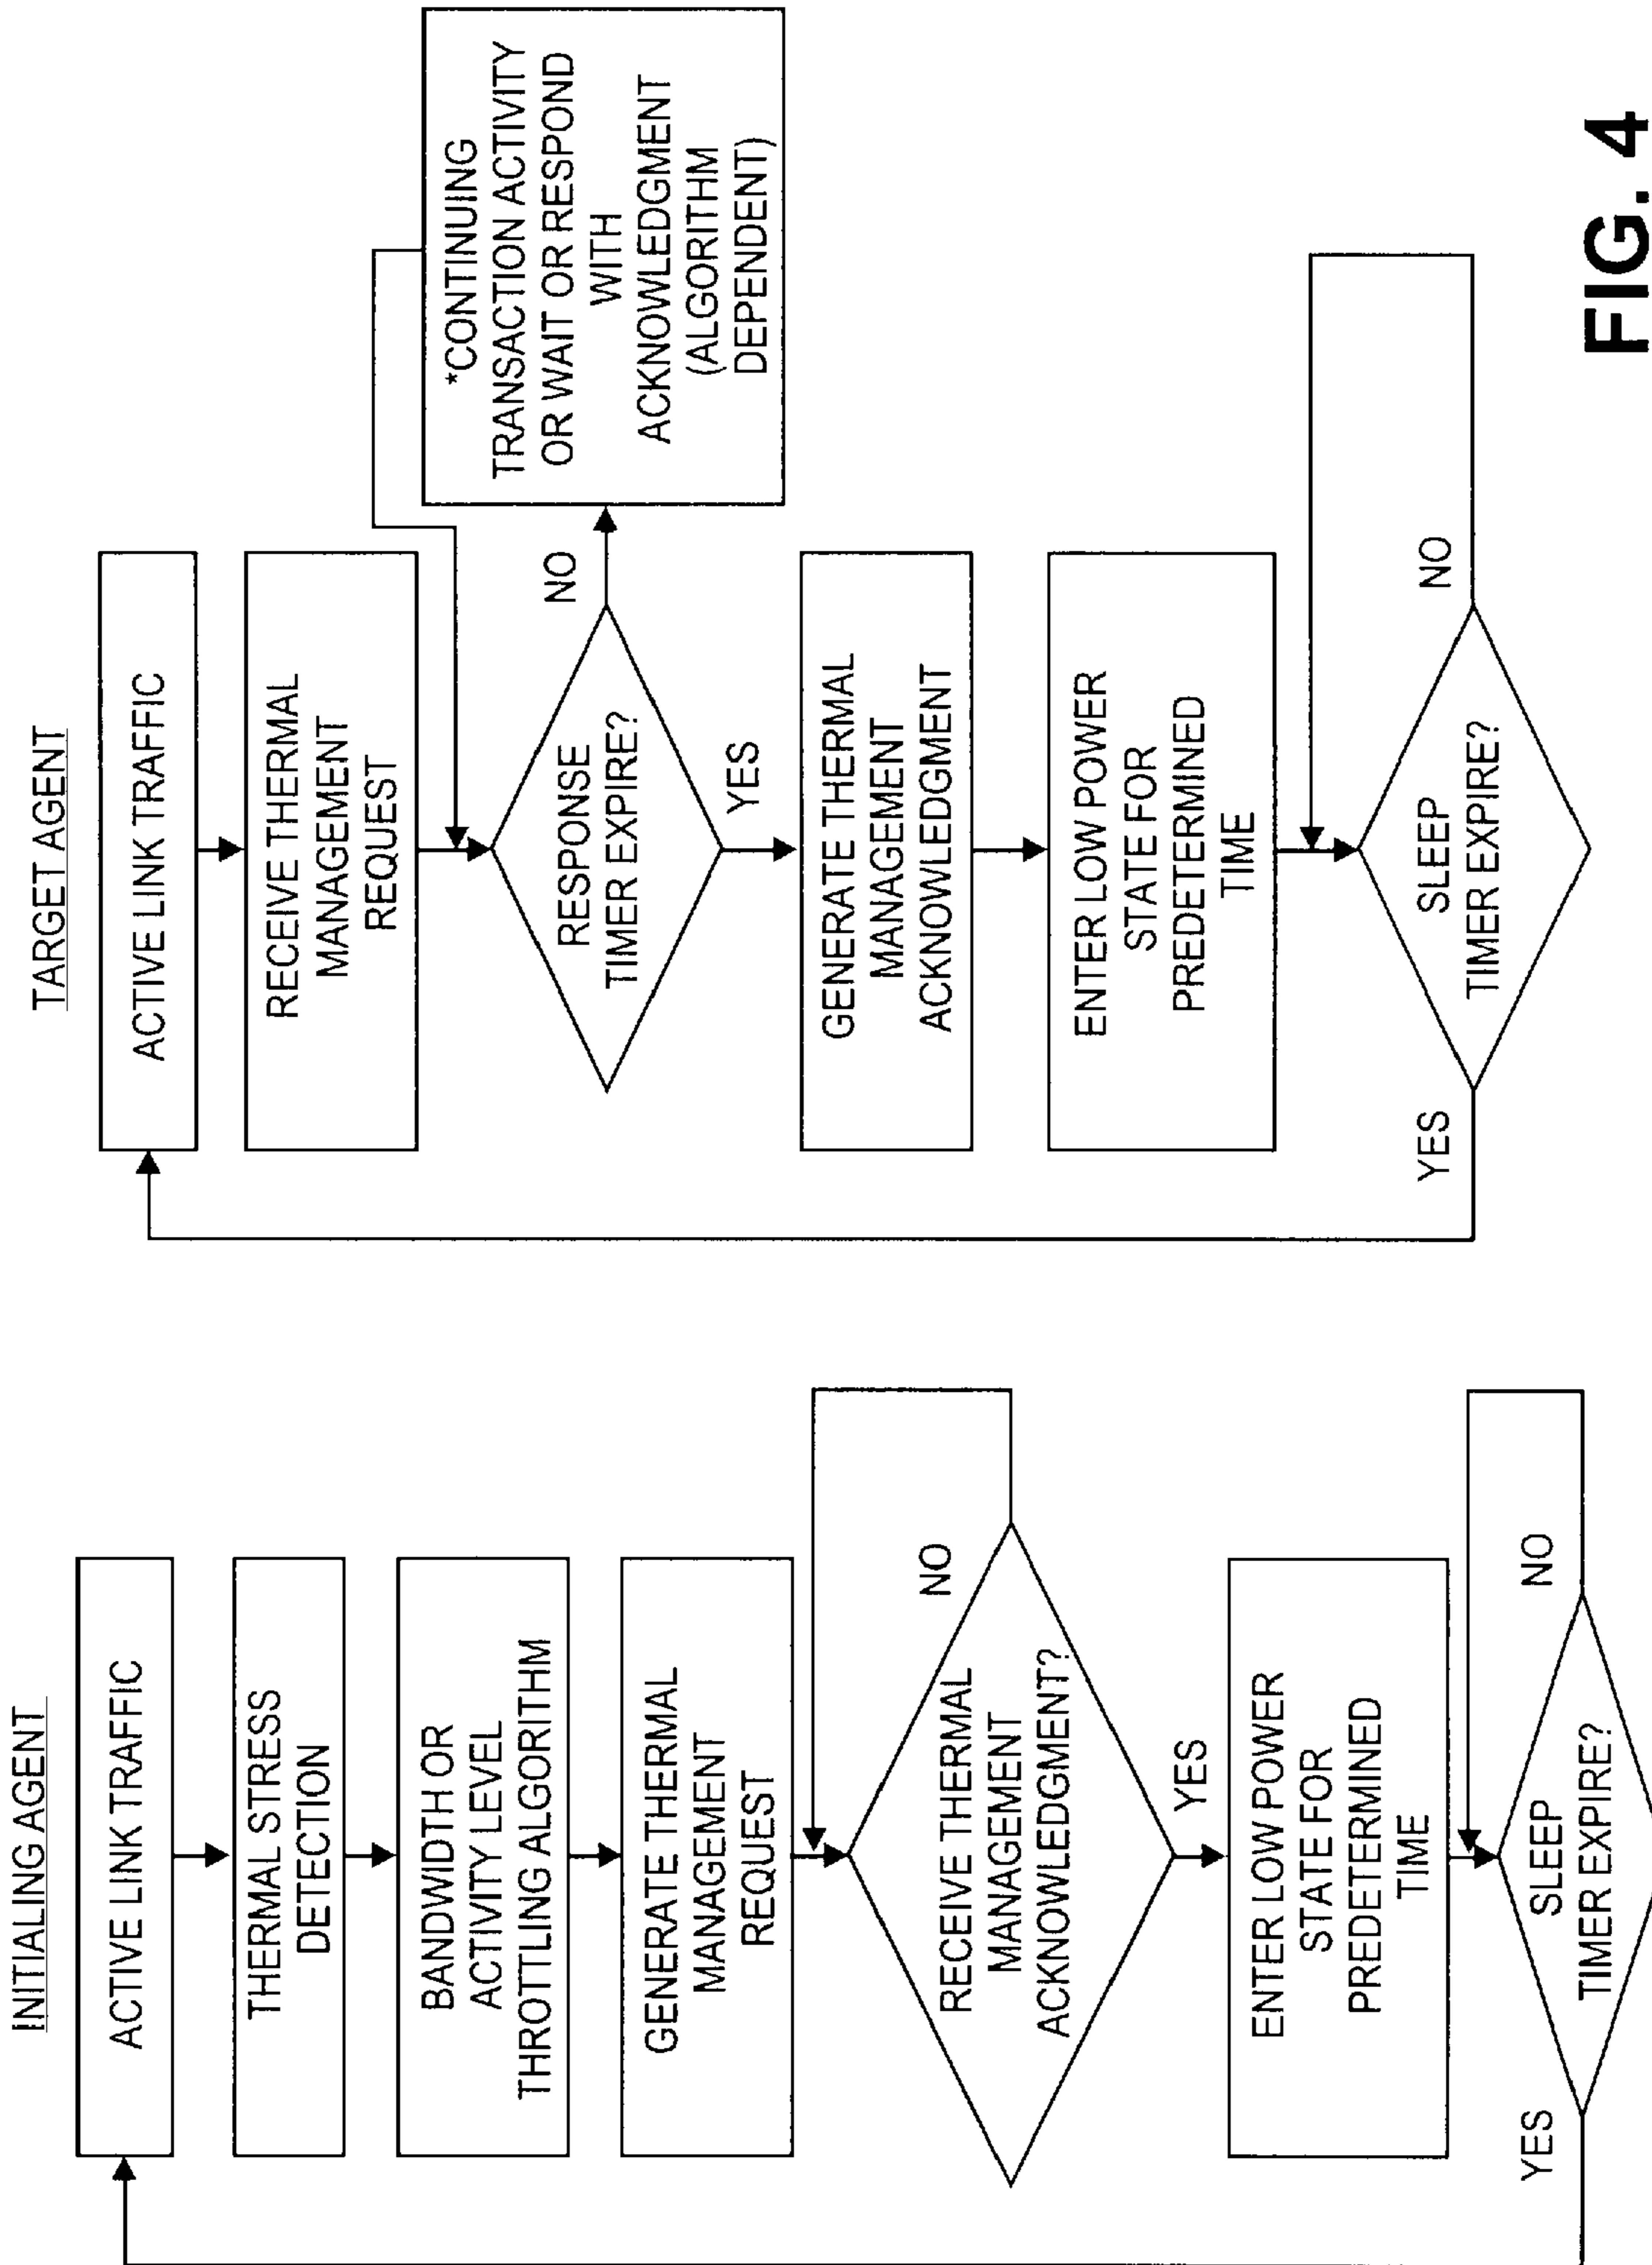 INITIALING AGENT
ACTIVE LINK TRAFFIC
THERMAL STRESS
DETECTION
BANDWIDTH OR
ACTIVITY LEVEL
THROTTLING ALGORITHM
GENERATE THERMAL
MANAGEMENT
REQUEST
RECEIVE THERMAL
MANAGEMENT
ACKNOWLEDGMENT?
NO
YES
ENTER LOW POWER
STATE FOR
PREDETERMINED
TIME
SLEEP
TIMER EXPIRE?
NO
YES
TARGET AGENT
ACTIVE LINK TRAFFIC
RECEIVE THERMAL
MANAGEMENT
REQUEST
RESPONSE
TIMER EXPIRE?
NO
*CONTINUING
TRANSACTION ACTIVITY
OR WAIT OR RESPOND
WITH
ACKNOWLEDGMENT
(ALGORITHM
DEPENDENT)
YES
GENERATE THERMAL
MANAGEMENT
ACKNOWLEDGMENT
ENTER LOW POWER
STATE FOR
PREDETERMINED
TIME
SLEEP
TIMER EXPIRE?
NO
YES
FIG. 4